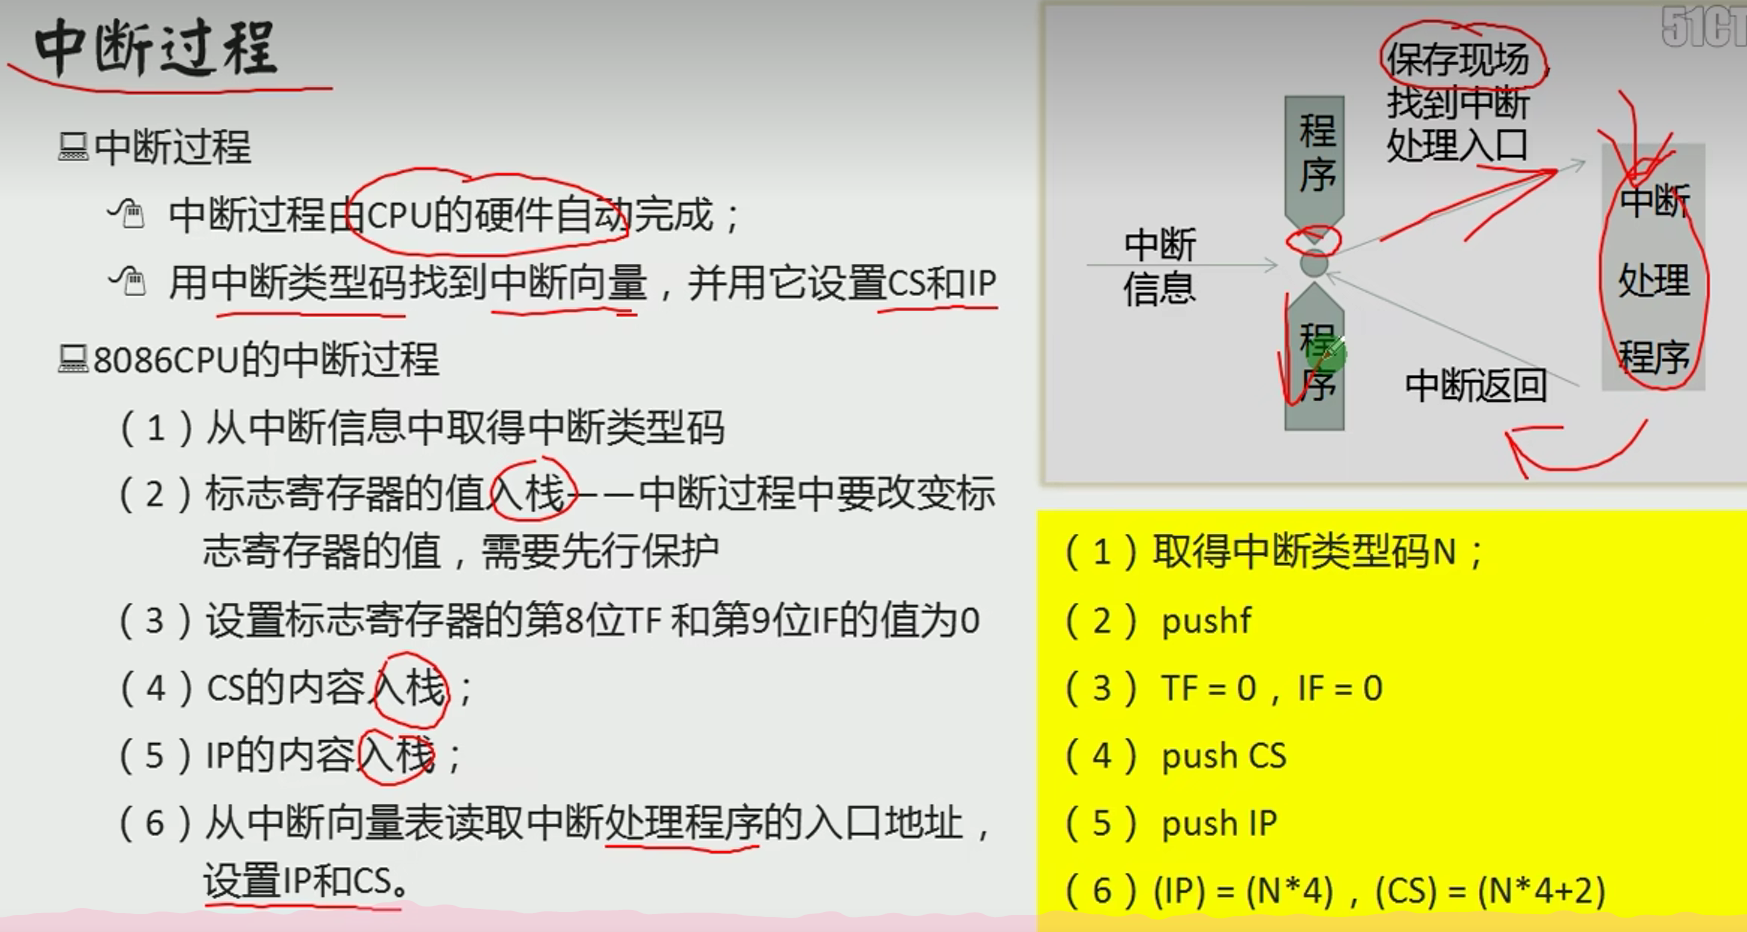 中断过程
中断过程
中断过程由CPU的硬件自动完成；
用中断类型码找到中断向量，并用它设置CS和IP
8086CPU的中断过程
（1）从中断信息中取得中断类型码
（2）标志寄存器的值入栈——中断过程中要改变标
志寄存器的值，需要先行保护
（3）设置标志寄存器的第8位TF 和第9位IF的值为0
（4）CS的内容入栈；
（5）IP的内容入栈；
（6）从中断向量表读取中断处理程序的入口地址，
设置IP和CS。
51CT
保存现场，
找到中断
处理入口
程
序
中断
信息
程
序
中断
处理
程序
中断返回
（1）取得中断类型码N；
（2） pushf
（3） TF = 0，IF = 0
（4） push CS
（5） push IP
（6）(IP) = (N*4)，(CS) = (N*4+2)